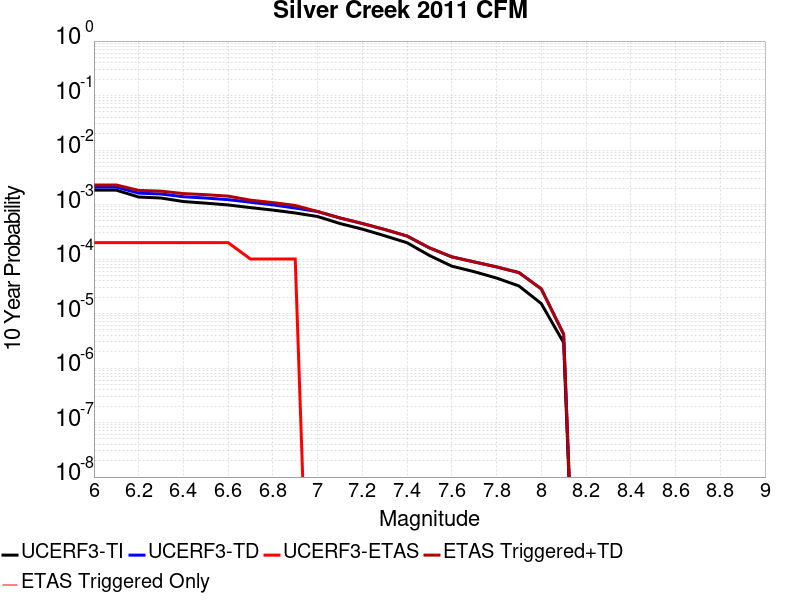 Silver Creek 2011 CFM
10 0
10 -1
10 -2
10 -3
10 -4
10 -5
10 -6
10 -7
10 -8
10 Year Probability
6 6.2 6.4 6.6 6.8 7 7.2 7.4 7.6 7.8 8 8.2 8.4 8.6 8.8 9
Magnitude
UCERF3-TI UCERF3-TD UCERF3-ETAS ETAS Triggered+TD
ETAS Triggered Only